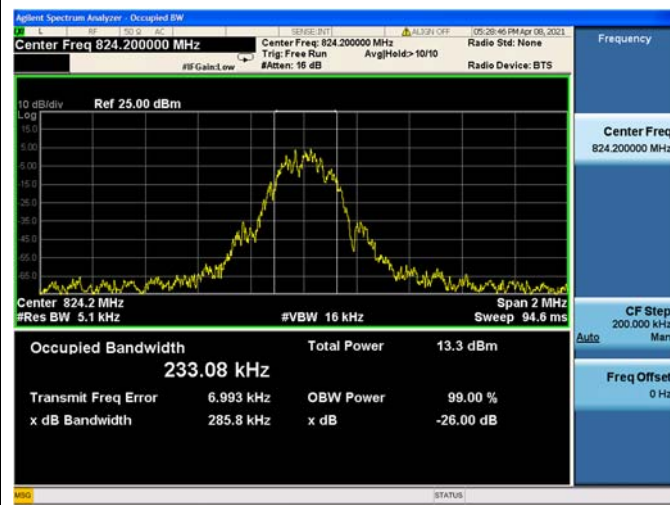 Agilent Spectrum Analyzer - Occupied BW
L RF 50 Ω AC SENSE:INT ALIGN OFF 05:28:46 PM Apr 08, 2021
Center Freq 824.200000 MHz
Center Freq: 824.200000 MHz
Radio Std: None
Trig: Free Run Avg|Hold:>10/10
#IFGain:Low #Atten: 16 dB Radio Device: BTS
10 dB/div Ref 25.00 dBm
Log
15.0
5.00
-5.00
-15.0
-25.0
-35.0
-45.0
-55.0
-65.0
Center 824.2 MHz Span 2 MHz
#Res BW 5.1 kHz #VBW 16 kHz Sweep 94.6 ms
Occupied Bandwidth Total Power 13.3 dBm
233.08 kHz
Transmit Freq Error 6.993 kHz OBW Power 99.00 %
x dB Bandwidth 285.8 kHz x dB -26.00 dB
MSG STATUS
Frequency
Center Freq
824.200000 MHz
CF Step
200.000 kHz
Auto Man
Freq Offset
0 Hz